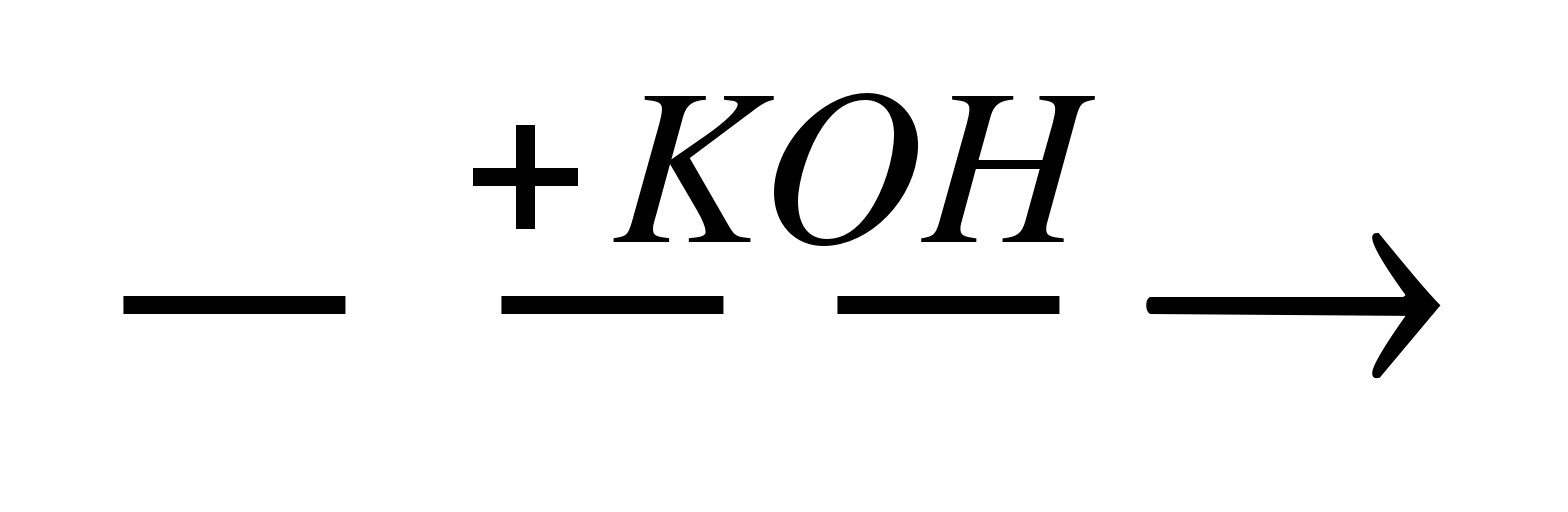 +KOH
— — — →